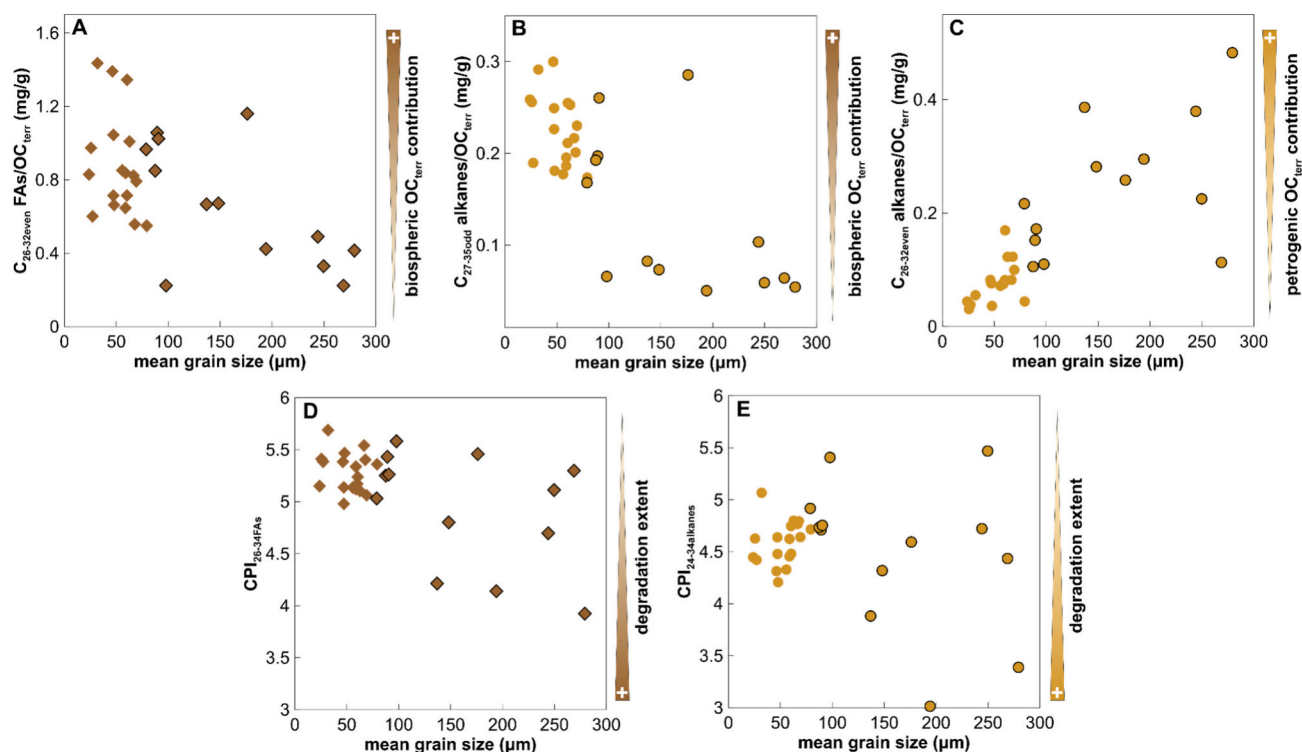 A
C26-32even FAs/OCterr (mg/g)
1.6
1.2
0.8
0.4
0
0 50 100 150 200 250 300
mean grain size (µm)
+
biospheric OCterr contribution
B
C27-35odd alkanes/OCterr (mg/g)
0.3
0.2
0.1
0 50 100 150 200 250 300
mean grain size (µm)
+
biospheric OCterr contribution
C
C26-32even alkanes/OCterr (mg/g)
0.4
0.2
0
0 50 100 150 200 250 300
mean grain size (µm)
+
petrogenic OCterr contribution
D
CPI26-34FAs
6
5.5
5
4.5
4
3.5
3
0 50 100 150 200 250 300
mean grain size (µm)
degradation extent
+
E
CPI24-34alkanes
6
5.5
5
4.5
4
3.5
3
0 50 100 150 200 250 300
mean grain size (µm)
degradation extent
+